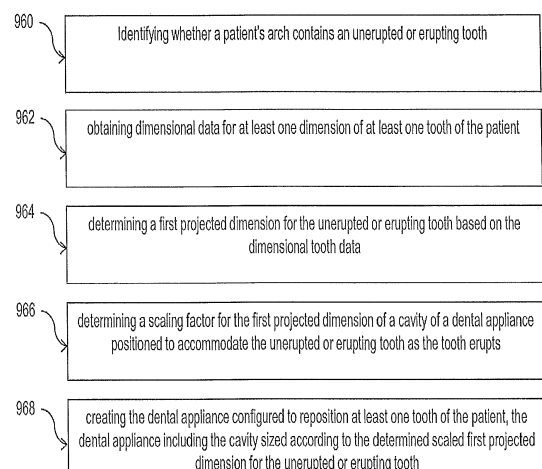 960
Identifying whether a patient's arch contains an unerupted or erupting tooth
962
obtaining dimensional data for at least one dimension of at least one tooth of the patient
964
determining a first projected dimension for the unerupted or erupting tooth based on the
dimensional tooth data
966
determining a scaling factor for the first projected dimension of a cavity of a dental appliance
positioned to accommodate the unerupted or erupting tooth as the tooth erupts
968
creating the dental appliance configured to reposition at least one tooth of the patient, the
dental appliance including the cavity sized according to the determined scaled first projected
dimension for the unerupted or erupting tooth